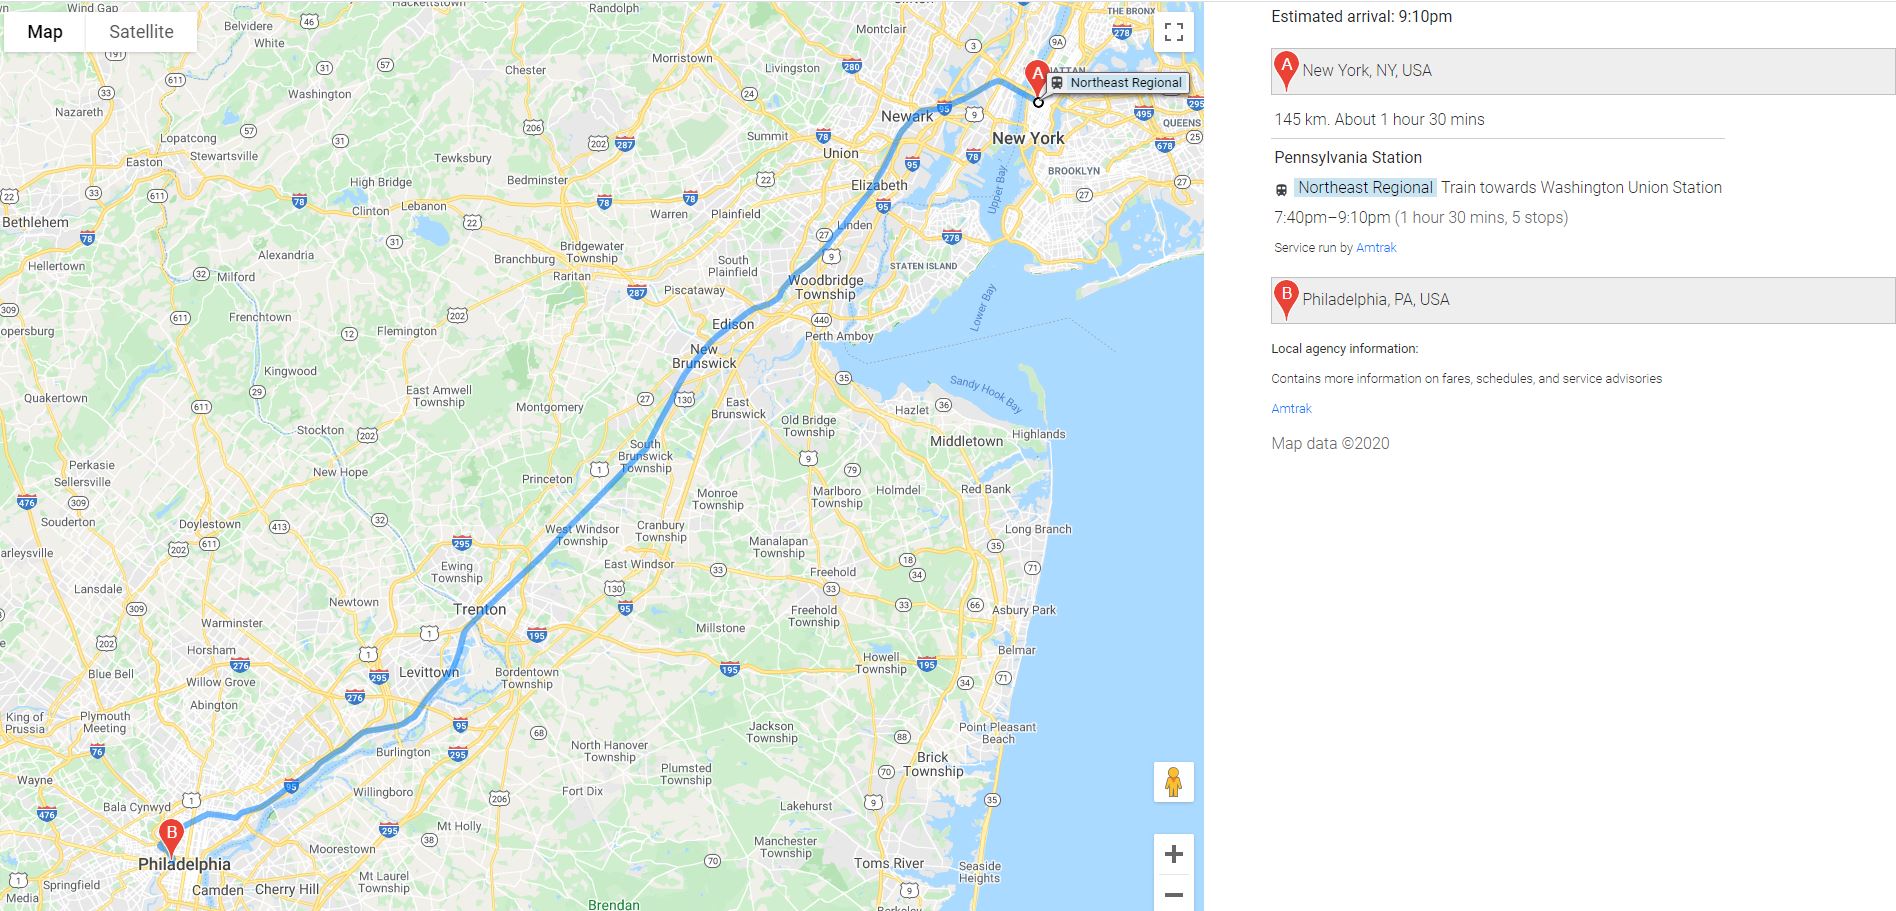 Map
Satellite
Estimated arrival: 9:10pm
A
New York, NY, USA
145 km. About 1 hour 30 mins
Pennsylvania Station
Northeast Regional Train towards Washington Union Station
7:40pm–9:10pm (1 hour 30 mins, 5 stops)
Service run by Amtrak
B
Philadelphia, PA, USA
Local agency information:
Contains more information on fares, schedules, and service advisories
Amtrak
Map data ©2020
Wind Gap
Hackettstown
Randolph
Clifton
THE BRONX
Belvidere
White
Montclair
Morristown
Chester
Livingston
A
Northeast Regional
Washington
Nazareth
Newark
QUEENS
Lopatcong
Stewartsville
Summit
New York
Easton
Tewksbury
Union
Bedminster
BROOKLYN
High Bridge
Elizabeth
Upper Bay
Clinton
Lebanon
Warren
Plainfield
Bethlehem
Linden
Bridgewater
Township
Alexandria
Branchburg
Raritan
South
Plainfield
Hellertown
Milford
STATEN ISLAND
Piscataway
Woodbridge
Township
Lower Bay
Frenchtown
Flemington
Edison
Perth Amboy
opersburg
New
Brunswick
Kingwood
Sandy Hook Bay
Quakertown
East Amwell
Township
Montgomery
East
Brunswick
Hazlet
Old Bridge
Township
Stockton
Middletown
Highlands
South
Brunswick
Township
Perkasie
Sellersville
New Hope
Princeton
Monroe
Township
Marlboro
Township
Holmdel
Red Bank
Souderton
Doylestown
West Windsor
Township
Cranbury
Township
Long Branch
arleysville
Manalapan
Township
Ewing
Township
East Windsor
Freehold
Lansdale
Newtown
Trenton
Freehold
Township
Asbury Park
Warminster
Millstone
Horsham
Belmar
Blue Bell
Levittown
Bordentown
Township
Howell
Township
Willow Grove
Abington
King of
Prussia
Plymouth
Meeting
Jackson
Township
Point Pleasant
Beach
Burlington
North Hanover
Township
Brick
Township
Wayne
Plumsted
Township
Willingboro
Fort Dix
Bala Cynwyd
Lakehurst
B
Mt Holly
Manchester
Township
Philadelphia
Moorestown
Toms River
Seaside
Heights
Springfield
Media
Camden
Cherry Hill
Mt Laurel
Township
Brendan
Berkeley